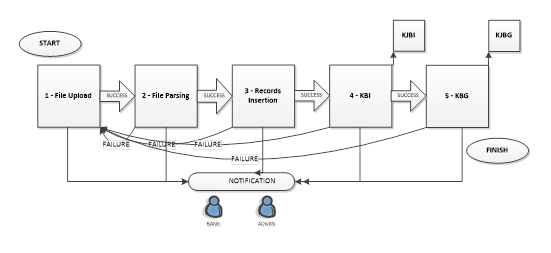 KJBI
KJBG
START
1 - File Upload
SUCCESS
2 - File Parsing
SUCCESS
3 - Records
Insertion
SUCCESS
4 - KBI
SUCCESS
5 - KBG
FAILURE
FAILURE
FAILURE
FAILURE
FINISH
NOTIFICATION
BANK
ADMIN